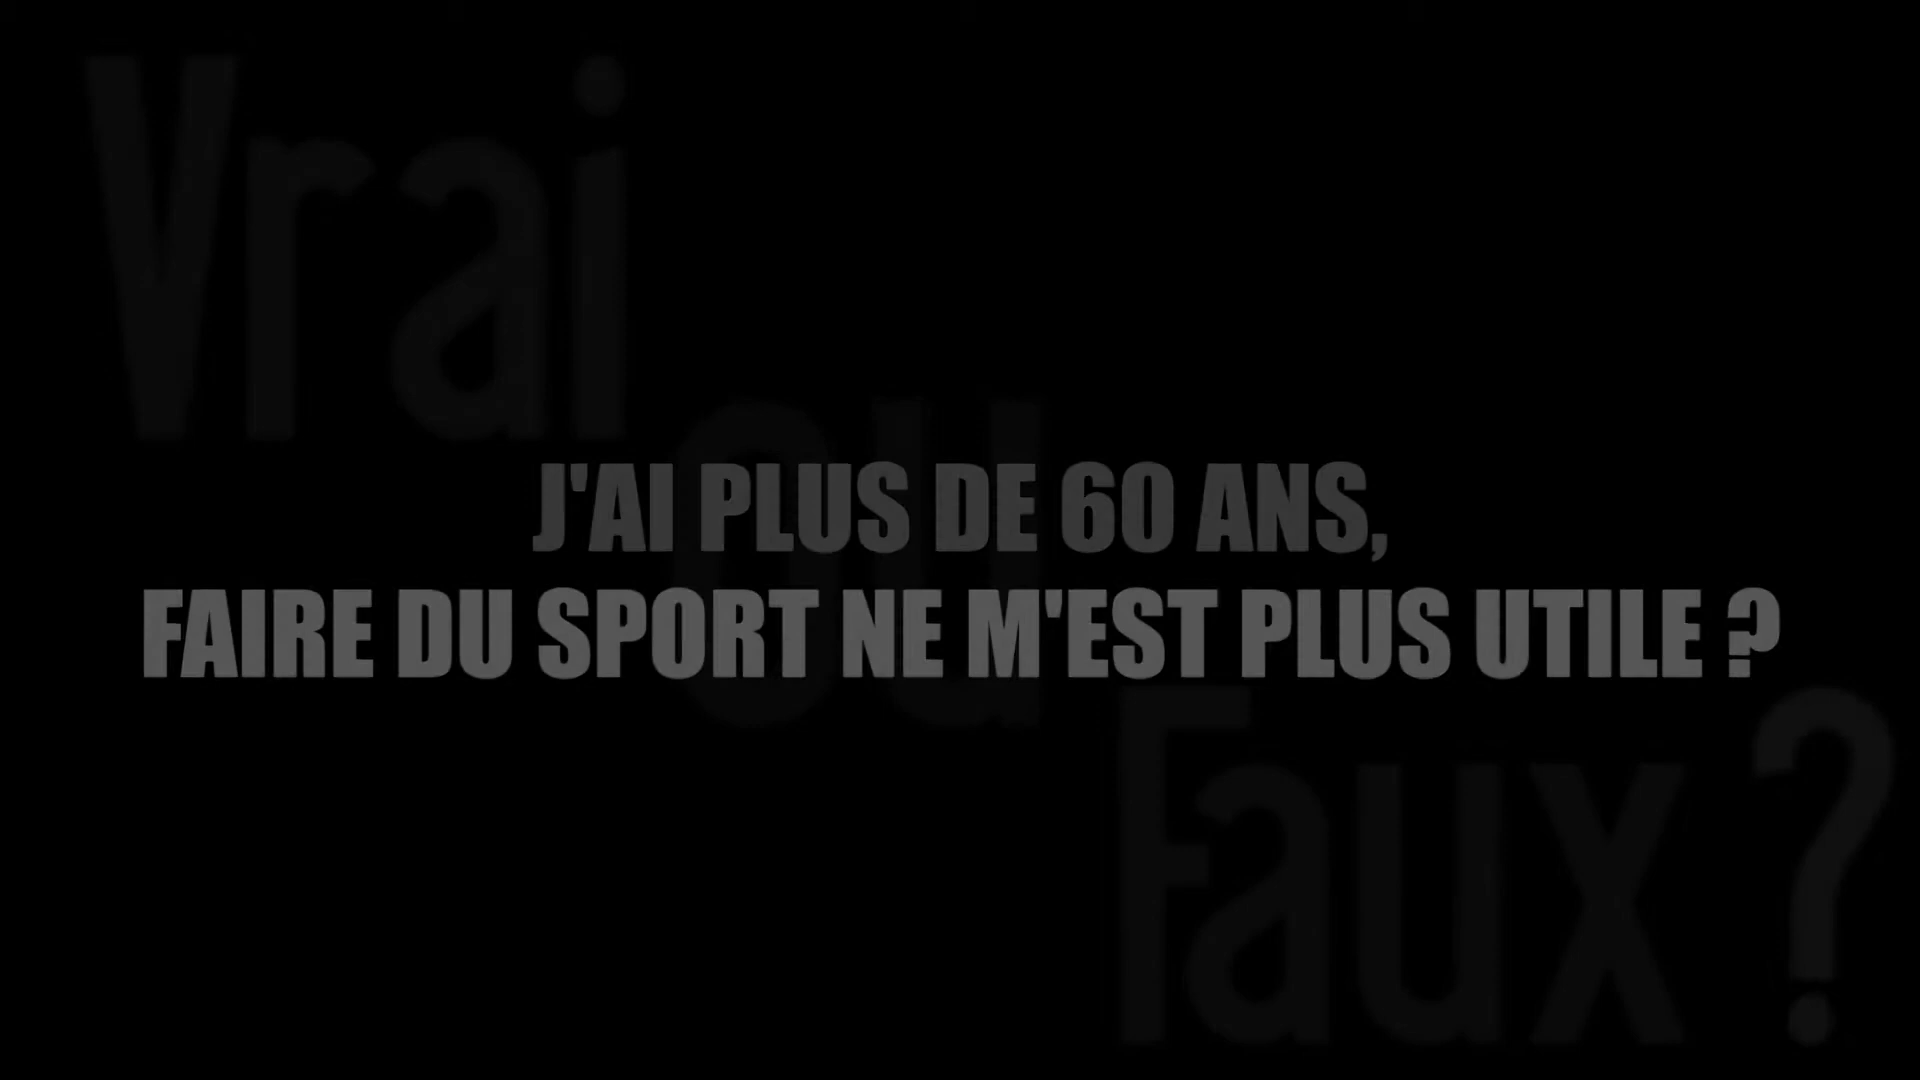 Vrai
ou
J'AI PLUS DE 60 ANS,
FAIRE DU SPORT NE M'EST PLUS UTILE ?
Faux ?